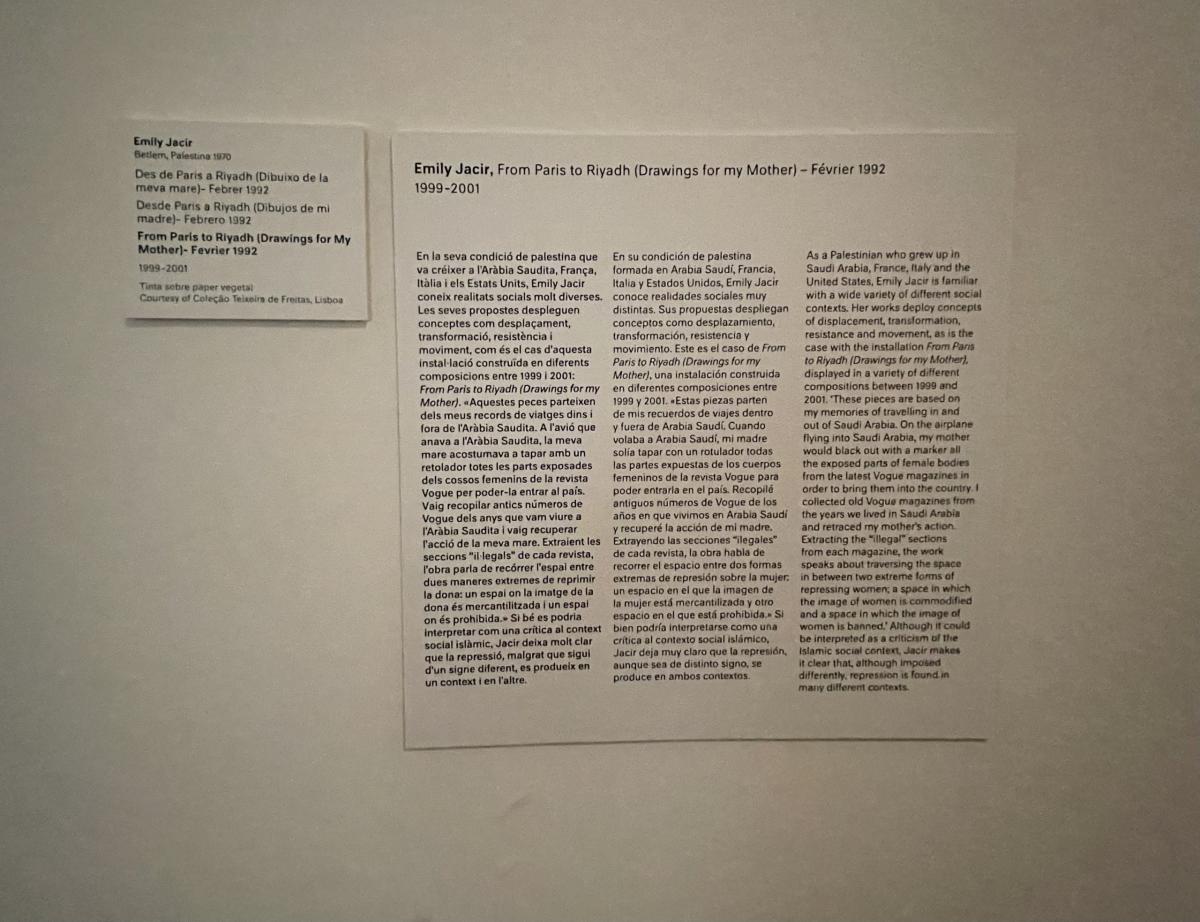 Emily Jacir
Betlem, Palestina 1970
Des de Paris a Riyadh (Dibuixo de la
meva mare)- Febrer 1992
Desde Paris a Riyadh (Dibujos de mi
madre)- Febrero 1992
From Paris to Riyadh (Drawings for My
Mother)- Fevrier 1992
1999-2001
Tinta sobre paper vegetal
Courtesy of Coleção Teixeira de Freitas, Lisboa
Emily Jacir, From Paris to Riyadh (Drawings for my Mother) – Février 1992
1999-2001
En la seva condició de palestina que
va créixer a l'Aràbia Saudita, França,
Itàlia i els Estats Units, Emily Jacir
coneix realitats socials molt diverses.
Les seves propostes despleguen
conceptes com desplaçament,
transformació, resistència i
moviment, com és el cas d'aquesta
instal·lació construïda en diferents
composicions entre 1999 i 2001:
From Paris to Riyadh (Drawings for my
Mother). «Aquestes peces parteixen
dels meus records de viatges dins i
fora de l'Aràbia Saudita. A l'avió que
anava a l'Aràbia Saudita, la meva
mare acostumava a tapar amb un
retolador totes les parts exposades
dels cossos femenins de la revista
Vogue per poder-la entrar al país.
Vaig recopilar antics números de
Vogue dels anys que vam viure a
l'Aràbia Saudita i vaig recuperar
l'acció de la meva mare. Extraient les
seccions "il·legals" de cada revista,
l'obra parla de recórrer l'espai entre
dues maneres extremes de reprimir
la dona: un espai on la imatge de la
dona és mercantilitzada i un espai
on és prohibida.» Si bé es podria
interpretar com una crítica al context
social islàmic, Jacir deixa molt clar
que la repressió, malgrat que sigui
d'un signe diferent, es produeix en
un context i en l'altre.
En su condición de palestina
formada en Arabia Saudí, Francia,
Italia y Estados Unidos, Emily Jacir
conoce realidades sociales muy
distintas. Sus propuestas despliegan
conceptos como desplazamiento,
transformación, resistencia y
movimiento. Este es el caso de From
Paris to Riyadh (Drawings for my
Mother), una instalación construida
en diferentes composiciones entre
1999 y 2001. «Estas piezas parten
de mis recuerdos de viajes dentro
y fuera de Arabia Saudí. Cuando
volaba a Arabia Saudí, mi madre
solía tapar con un rotulador todas
las partes expuestas de los cuerpos
femeninos de la revista Vogue para
poder entrarla en el país. Recopilé
antiguos números de Vogue de los
años en que vivimos en Arabia Saudí
y recuperé la acción de mi madre.
Extrayendo las secciones "ilegales"
de cada revista, la obra habla de
recorrer el espacio entre dos formas
extremas de represión sobre la mujer:
un espacio en el que la imagen de
la mujer está mercantilizada y otro
espacio en el que está prohibida.» Si
bien podría interpretarse como una
crítica al contexto social islámico,
Jacir deja muy claro que la represión,
aunque sea de distinto signo, se
produce en ambos contextos.
As a Palestinian who grew up in
Saudi Arabia, France, Italy and the
United States, Emily Jacir is familiar
with a wide variety of different social
contexts. Her works deploy concepts
of displacement, transformation,
resistance and movement, as is the
case with the installation From Paris
to Riyadh (Drawings for my Mother),
displayed in a variety of different
compositions between 1999 and
2001. 'These pieces are based on
my memories of travelling in and
out of Saudi Arabia. On the airplane
flying into Saudi Arabia, my mother
would black out with a marker all
the exposed parts of female bodies
from the latest Vogue magazines in
order to bring them into the country. I
collected old Vogue magazines from
the years we lived in Saudi Arabia
and retraced my mother's action.
Extracting the "illegal" sections
from each magazine, the work
speaks about traversing the space
in between two extreme forms of
repressing women; a space in which
the image of women is commodified
and a space in which the image of
women is banned.' Although it could
be interpreted as a criticism of the
Islamic social context, Jacir makes
it clear that, although imposed
differently, repression is found in
many different contexts.